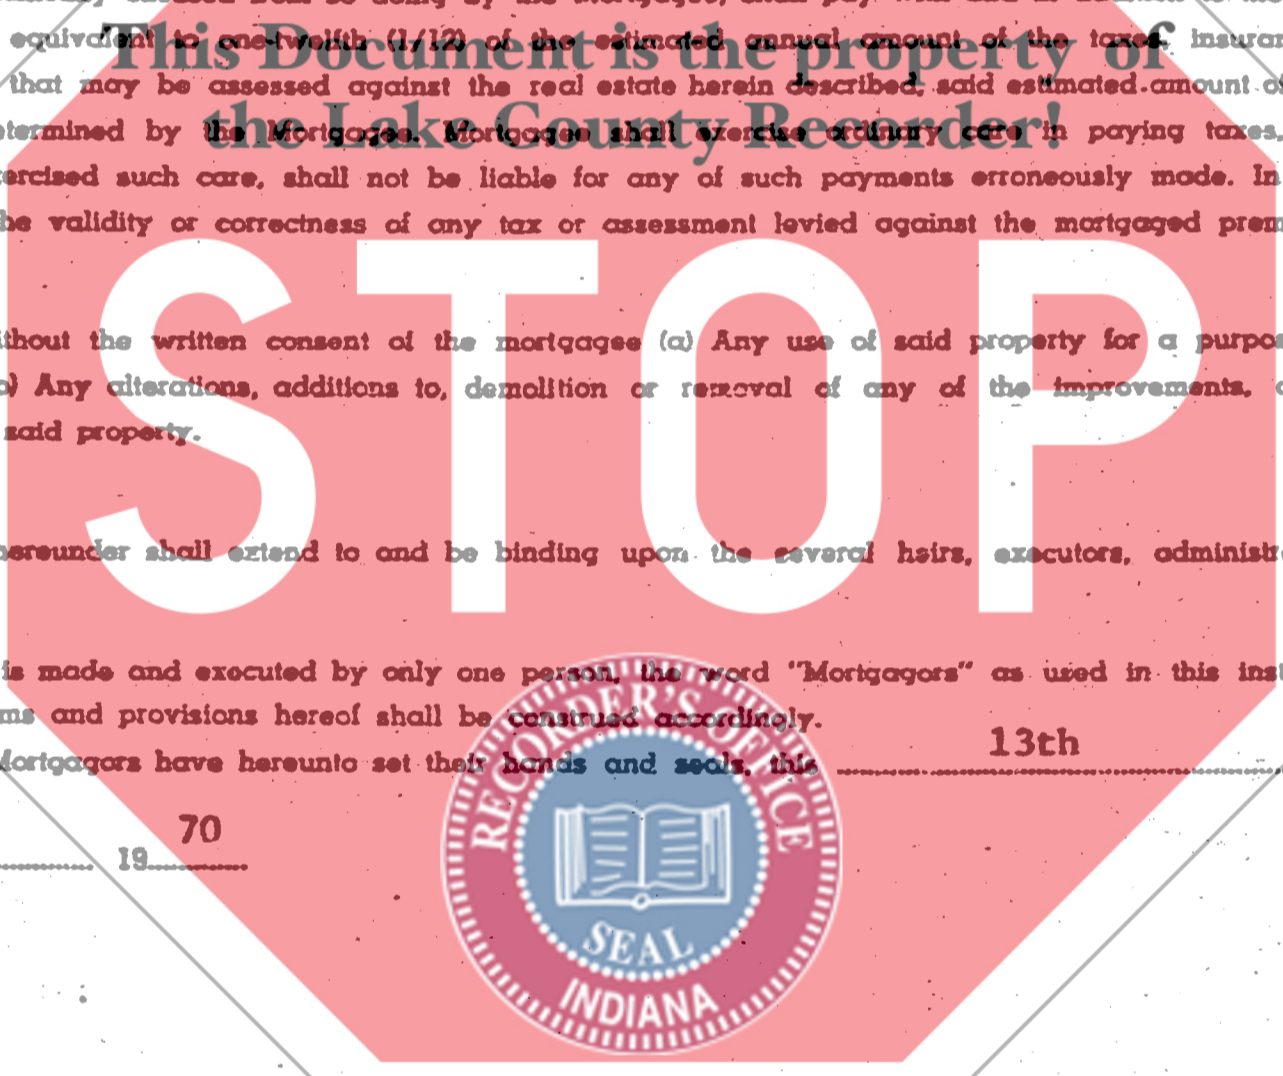 This Document is the property of
equivalent to one-twelfth (1/12) of the estimated annual amount of the taxes, insuran
that may be assessed against the real estate herein described, said estimated amount of
the Lake County Recorder!
etermined by the Mortgagee. Mortgagee shall exercise ordinary care in paying taxes,
ercised such care, shall not be liable for any of such payments erroneously made. In
be validity or correctness of any tax or assessment levied against the mortgaged prem
STOP
ithout the written consent of the mortgagee (a) Any use of said property for a purpos
b) Any alterations, additions to, demolition or removal of any of the improvements,
said property.
hereunder shall extend to and be binding upon the several heirs, executors, administr
is made and executed by only one person, the word "Mortgagors" as used in this inst
ms and provisions hereof shall be construed accordingly.
Mortgagors have hereunto set their hands and seals, this 13th
1970
RECORDER'S OFFICE
SEAL
INDIANA